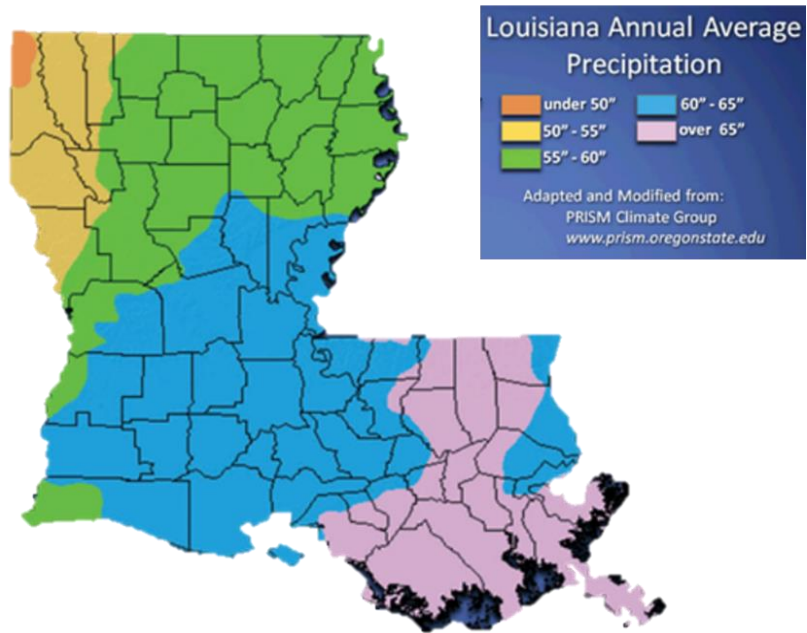 Louisiana Annual Average
Precipitation
under 50”
60” - 65”
50” - 55”
over 65”
55” - 60”
Adapted and Modified from:
PRISM Climate Group
www.prism.oregonstate.edu